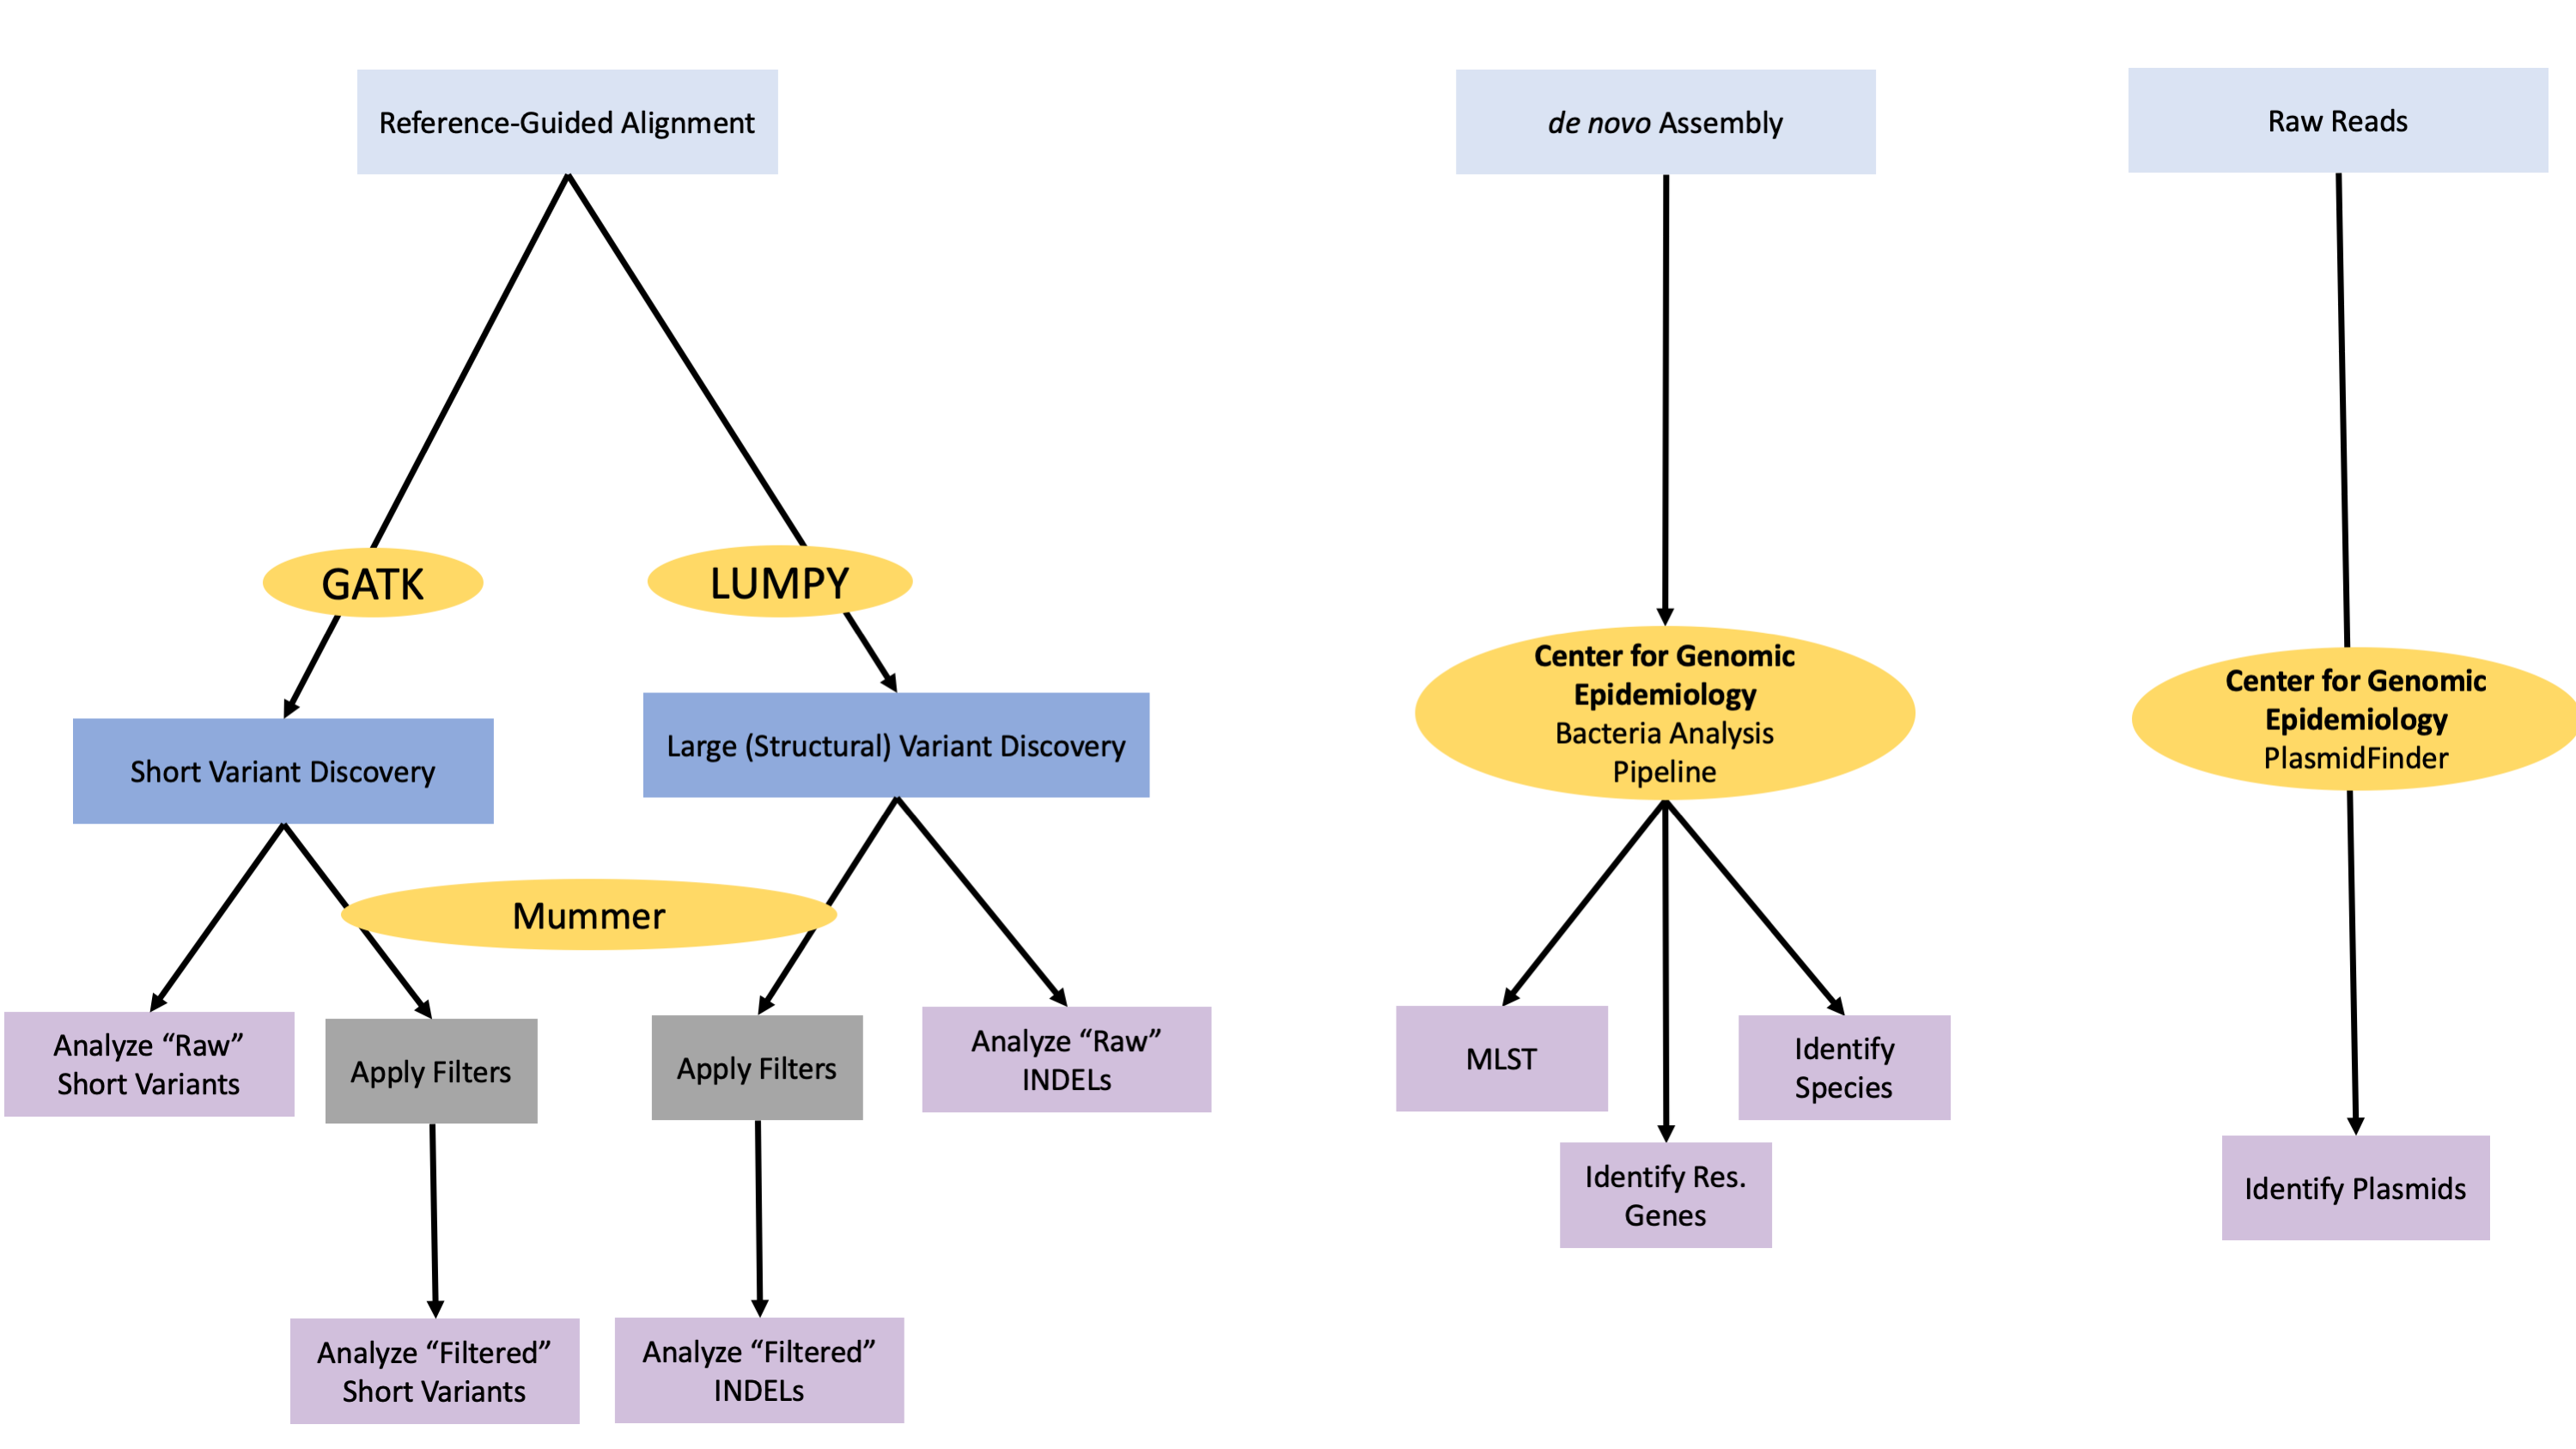 Reference-Guided Alignment
de novo Assembly
Raw Reads
GATK
LUMPY
Center for Genomic
Epidemiology
Bacteria Analysis
Pipeline
Center for Genomic
Epidemiology
PlasmidFinder
Short Variant Discovery
Large (Structural) Variant Discovery
Mummer
Analyze “Raw”
Short Variants
Apply Filters
Apply Filters
Analyze “Raw”
INDELs
MLST
Identify
Species
Identify Res.
Genes
Identify Plasmids
Analyze “Filtered”
Short Variants
Analyze “Filtered”
INDELs